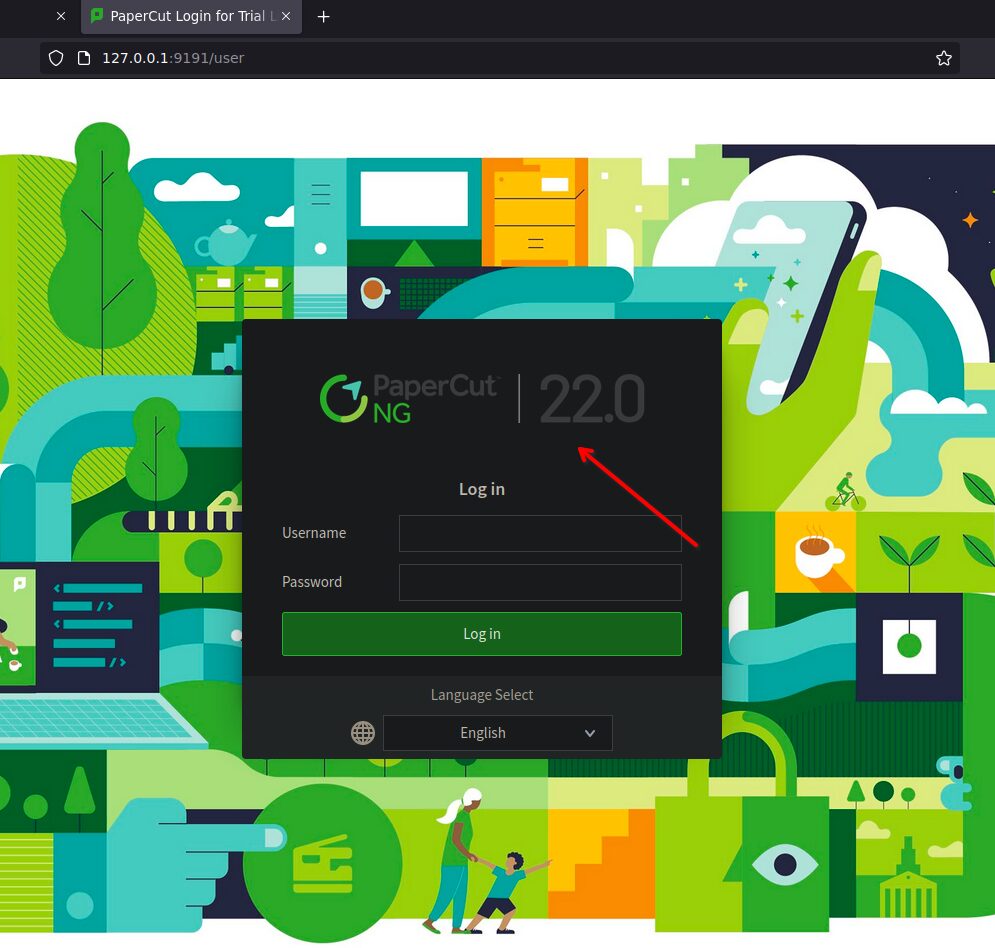 PaperCut Login for Trial L
127.0.0.1:9191/user
PaperCut™
NG
22.0
Log in
Username
Password
Log in
Language Select
English